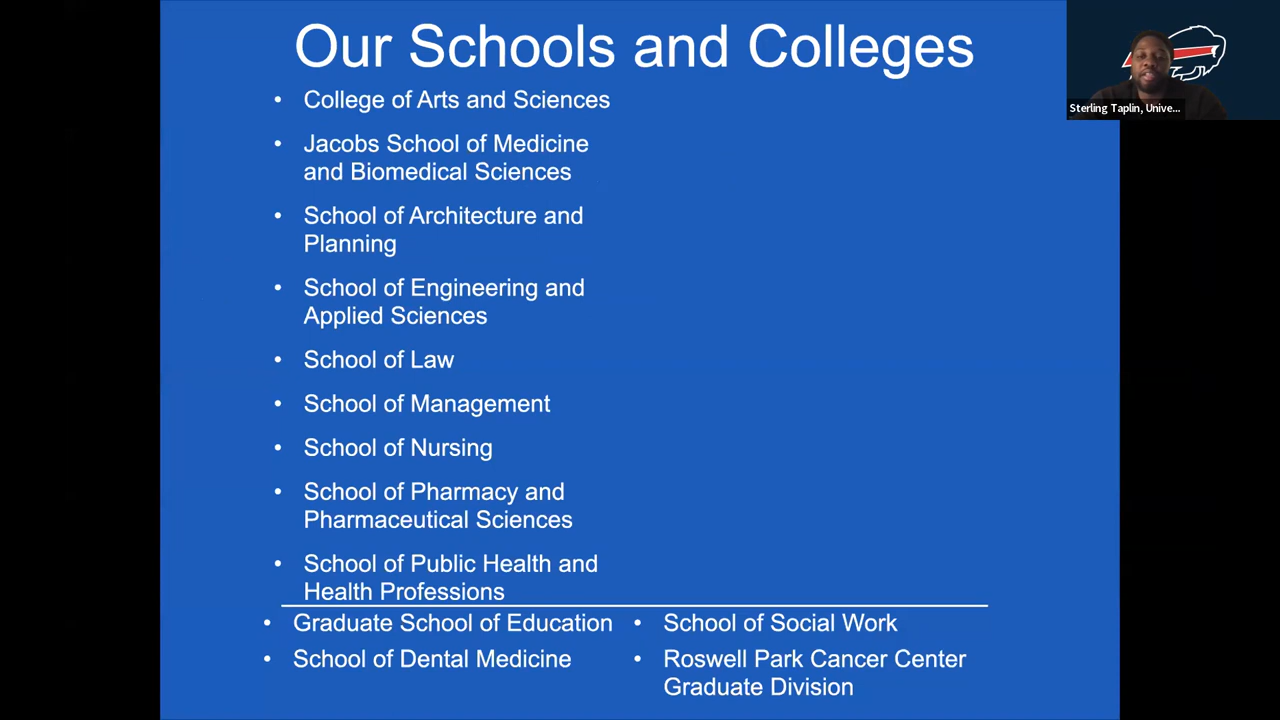 Our Schools and Colleges
Sterling Taplin, Unive...
• College of Arts and Sciences
• Jacobs School of Medicine
and Biomedical Sciences
• School of Architecture and
Planning
• School of Engineering and
Applied Sciences
• School of Law
• School of Management
• School of Nursing
• School of Pharmacy and
Pharmaceutical Sciences
• School of Public Health and
Health Professions
• Graduate School of Education
• School of Dental Medicine
• School of Social Work
• Roswell Park Cancer Center
Graduate Division